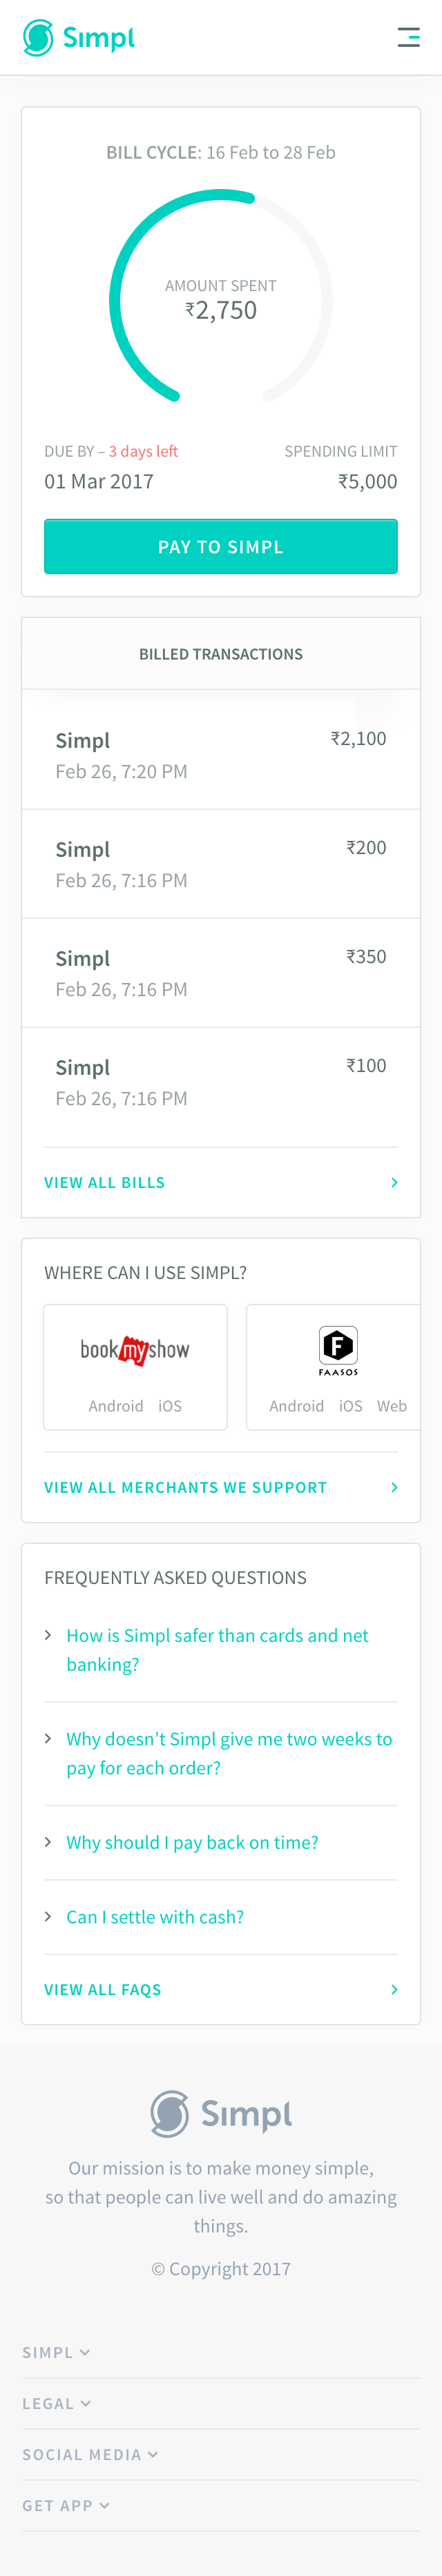 Simpl
BILL CYCLE: 16 Feb to 28 Feb
AMOUNT SPENT
₹2,750
DUE BY – 3 days left
SPENDING LIMIT
01 Mar 2017
₹5,000
PAY TO SIMPL
BILLED TRANSACTIONS
Simpl ₹2,100
Feb 26, 7:20 PM
Simpl ₹200
Feb 26, 7:16 PM
Simpl ₹350
Feb 26, 7:16 PM
Simpl ₹100
Feb 26, 7:16 PM
VIEW ALL BILLS
WHERE CAN I USE SIMPL?
book my show
Android iOS
F
FAASOS
Android iOS Web
VIEW ALL MERCHANTS WE SUPPORT
FREQUENTLY ASKED QUESTIONS
How is Simpl safer than cards and net
banking?
Why doesn’t Simpl give me two weeks to
pay for each order?
Why should I pay back on time?
Can I settle with cash?
VIEW ALL FAQS
Simpl
Our mission is to make money simple,
so that people can live well and do amazing
things.
© Copyright 2017
SIMPL
LEGAL
SOCIAL MEDIA
GET APP